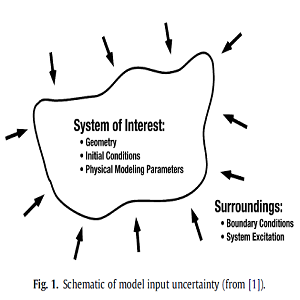 System of Interest:
• Geometry
• Initial Conditions
• Physical Modeling Parameters
Surroundings:
• Boundary Conditions
• System Excitation
Fig. 1. Schematic of model input uncertainty (from [1]).